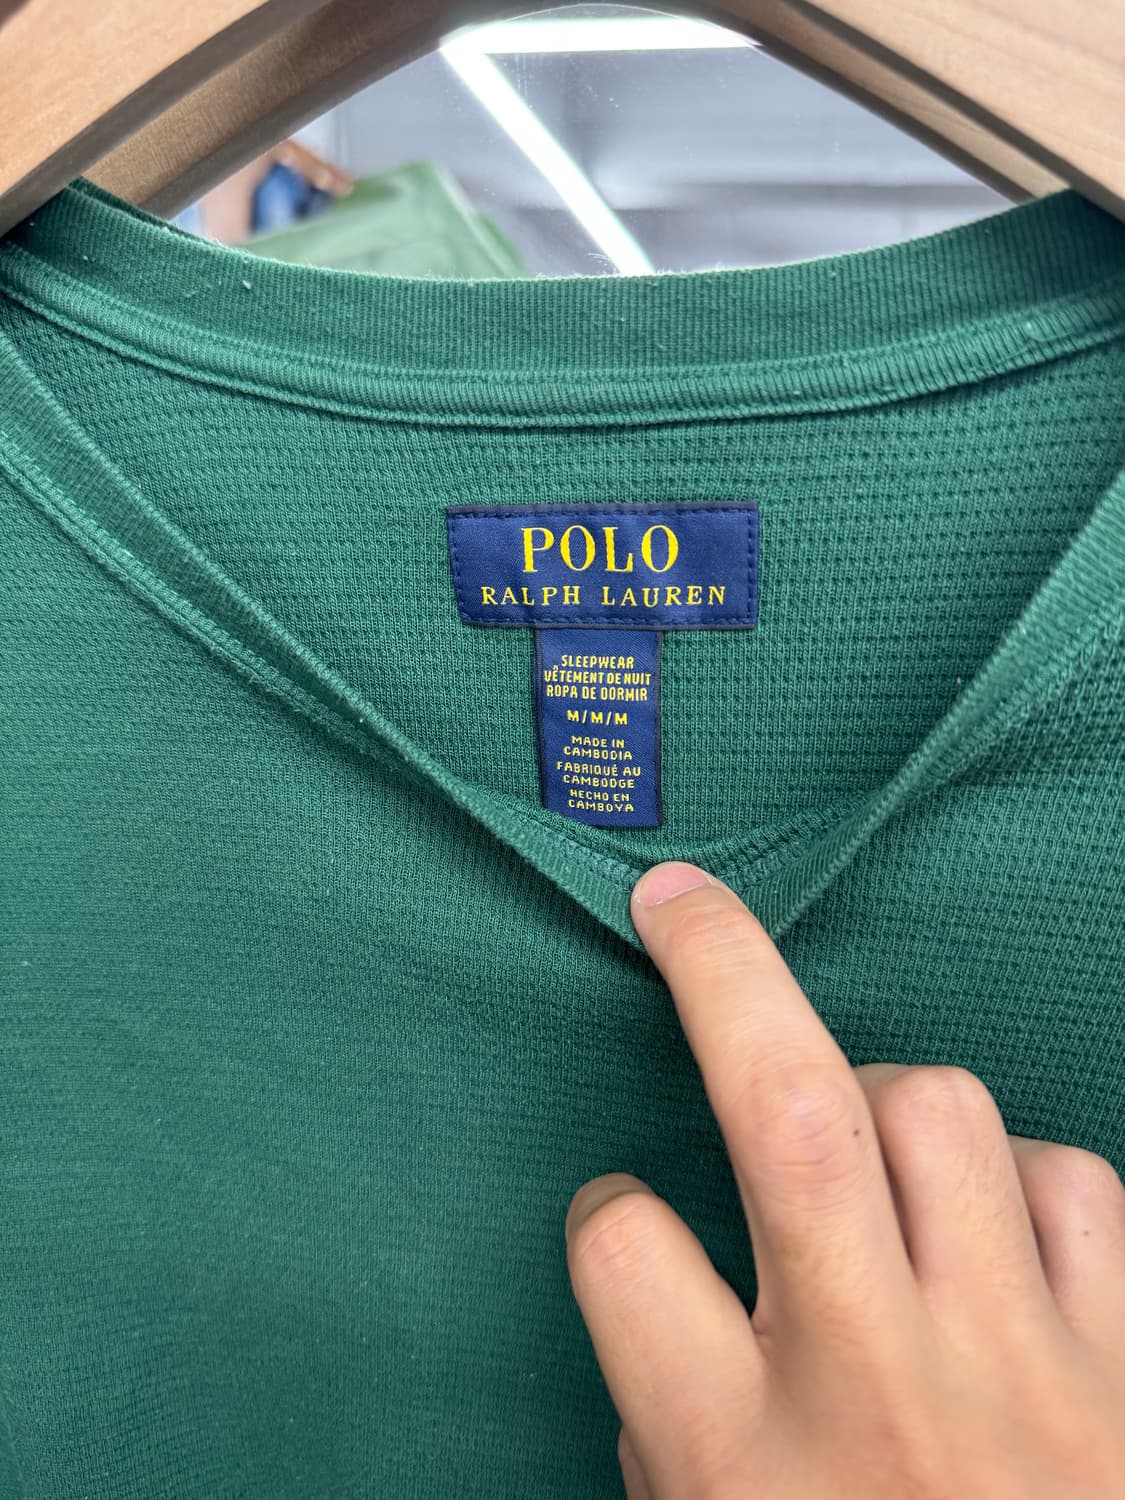 POLO
RALPH LAUREN
SLEEPWEAR
VÊTEMENT DE NUIT
ROPA DE DORMIR
M/M/M
MADE IN
CAMBODIA
FABRIQUÉ AU
CAMBODGE
HECHO EN
CAMBOYA